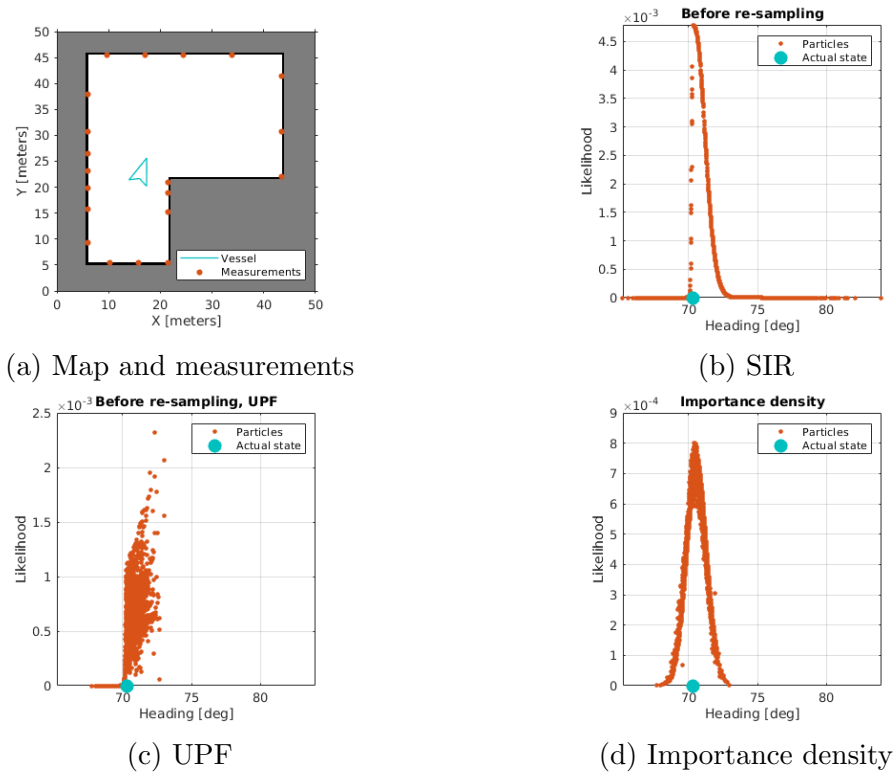 50
45
40
35
30
25
20
15
10
5
0
Y [meters]
0 10 20 30 40 50
X [meters]
Vessel
Measurements
(a) Map and measurements
×10⁻³
Before re-sampling
4.5
4
3.5
3
2.5
2
1.5
1
0.5
0
Likelihood
70 75 80
Heading [deg]
Particles
Actual state
(b) SIR
×10⁻³
Before re-sampling, UPF
2.5
2
1.5
1
0.5
0
Likelihood
70 75 80
Heading [deg]
Particles
Actual state
(c) UPF
×10⁻⁴
Importance density
9
8
7
6
5
4
3
2
1
0
Likelihood
70 75 80
Heading [deg]
Particles
Actual state
(d) Importance density